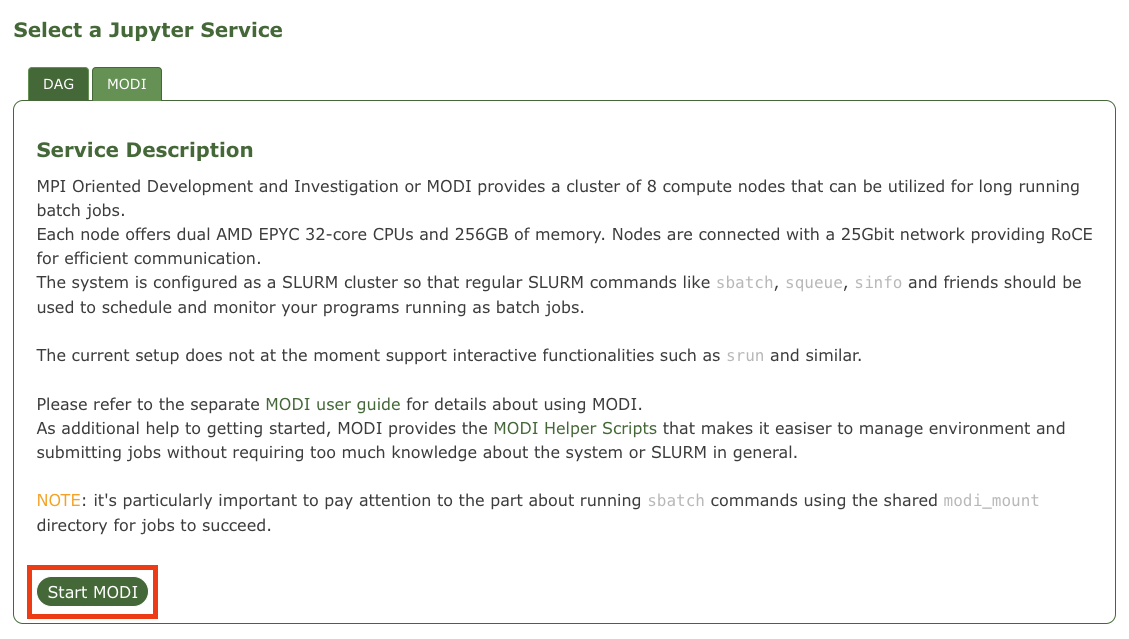 Select a Jupyter Service
DAG
MODI
Service Description
MPI Oriented Development and Investigation or MODI provides a cluster of 8 compute nodes that can be utilized for long running
batch jobs.
Each node offers dual AMD EPYC 32-core CPUs and 256GB of memory. Nodes are connected with a 25Gbit network providing RoCE
for efficient communication.
The system is configured as a SLURM cluster so that regular SLURM commands like sbatch, squeue, sinfo and friends should be
used to schedule and monitor your programs running as batch jobs.
The current setup does not at the moment support interactive functionalities such as srun and similar.
Please refer to the separate MODI user guide for details about using MODI.
As additional help to getting started, MODI provides the MODI Helper Scripts that makes it easiser to manage environment and
submitting jobs without requiring too much knowledge about the system or SLURM in general.
NOTE: it's particularly important to pay attention to the part about running sbatch commands using the shared modi_mount
directory for jobs to succeed.
Start MODI